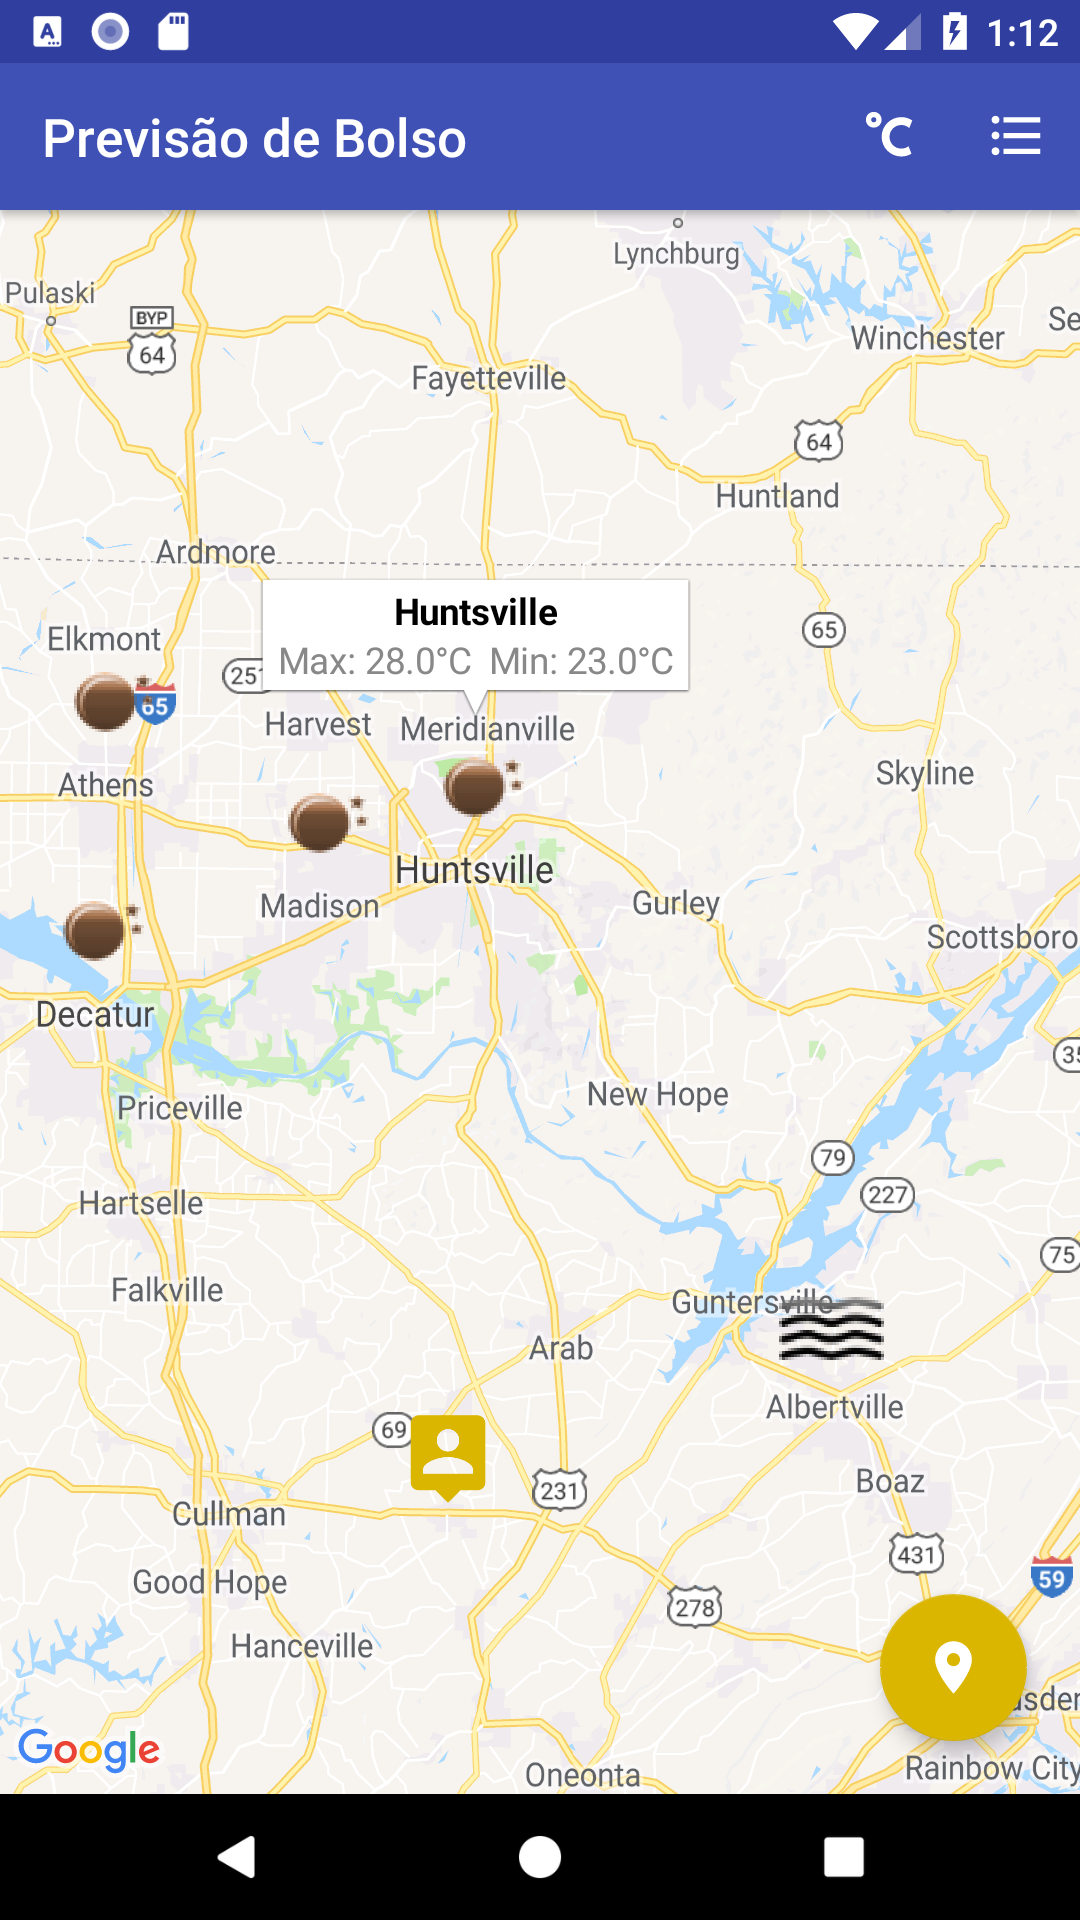 1:12
Previsão de Bolso
°C
Lynchburg
Pulaski
BYP
64
Winchester
Se
Fayetteville
64
Huntland
Ardmore
Huntsville
Max: 28.0°C Min: 23.0°C
65
Elkmont
251
65
Harvest
Meridianville
Athens
Skyline
Huntsville
Madison
Gurley
Scottsboro
Decatur
35
New Hope
Priceville
79
227
Hartselle
75
Falkville
Guntersville
Arab
Albertville
69
Boaz
231
Cullman
431
59
Good Hope
278
Hanceville
sden
Google
Rainbow City
Oneonta